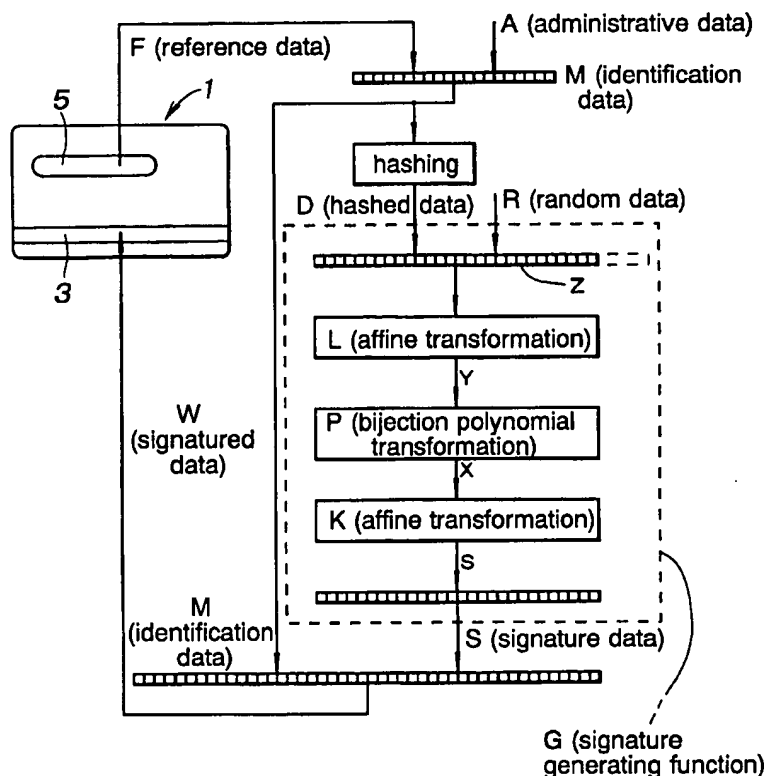 A (administrative data)
F (reference data)
M (identification
data)
1
5
hashing
D (hashed data)
R (random data)
3
Z
L (affine transformation)
Y
P (bijection polynomial
transformation)
W
(signatured
data)
X
K (affine transformation)
S
M
(identification
data)
S (signature data)
G (signature
generating function)